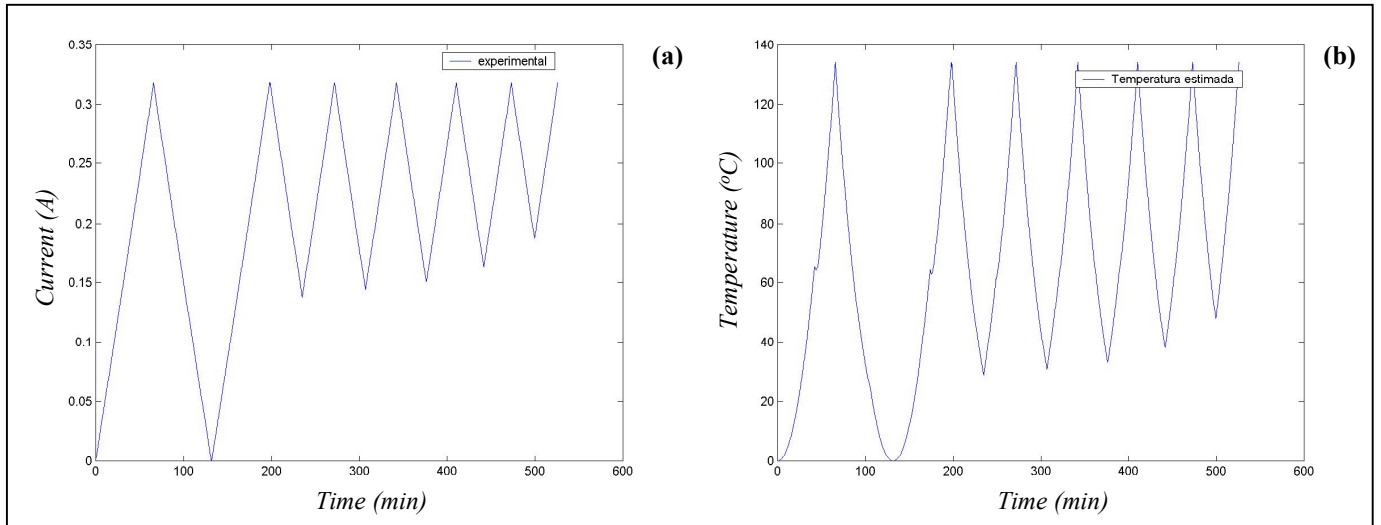 (a)
experimental
Current (A)
0.35
0.3
0.25
0.2
0.15
0.1
0.05
0
0 100 200 300 400 500 600
Time (min)
(b)
Temperatura estimada
Temperature (ºC)
140
120
100
80
60
40
20
0
0 100 200 300 400 500 600
Time (min)